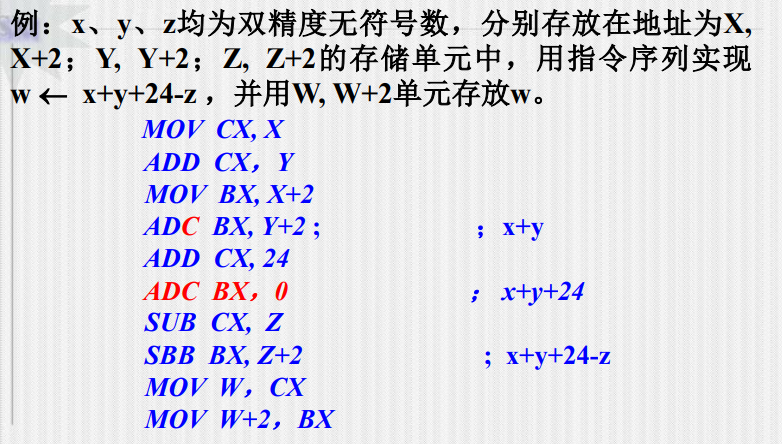 例：x、y、z均为双精度无符号数，分别存放在地址为X,
X+2；Y, Y+2；Z, Z+2的存储单元中，用指令序列实现
w ← x+y+24-z ，并用W, W+2单元存放w。
MOV CX, X
ADD CX， Y
MOV BX, X+2
ADC BX, Y+2 ; ；x+y
ADD CX, 24
ADC BX，0 ； x+y+24
SUB CX, Z
SBB BX, Z+2 ; x+y+24-z
MOV W，CX
MOV W+2，BX